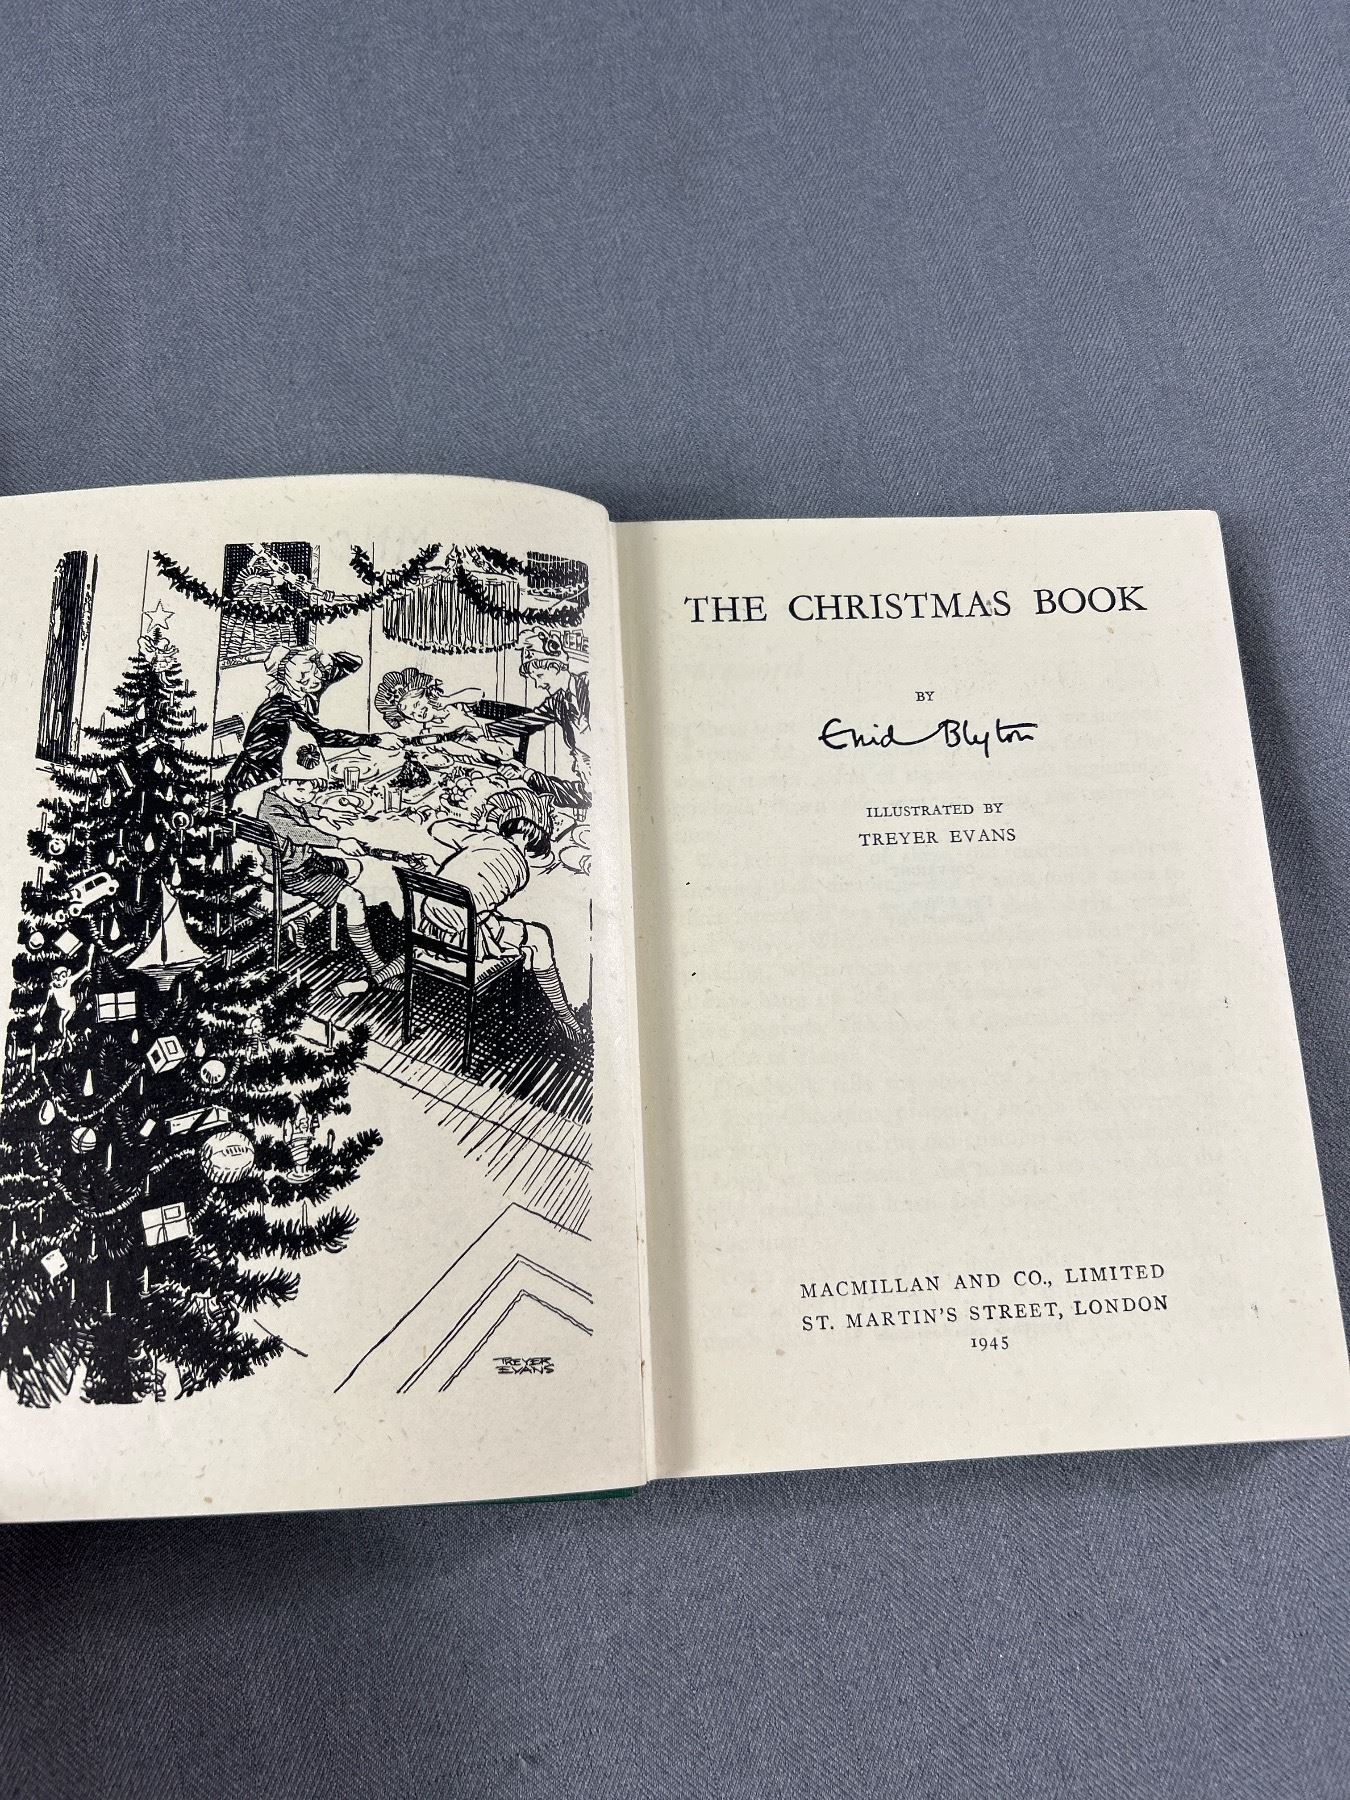 TREYER
EVANS
THE CHRISTMAS BOOK
BY
Enid Blyton
ILLUSTRATED BY
TREYER EVANS
MACMILLAN AND CO., LIMITED
ST. MARTIN'S STREET, LONDON
1945